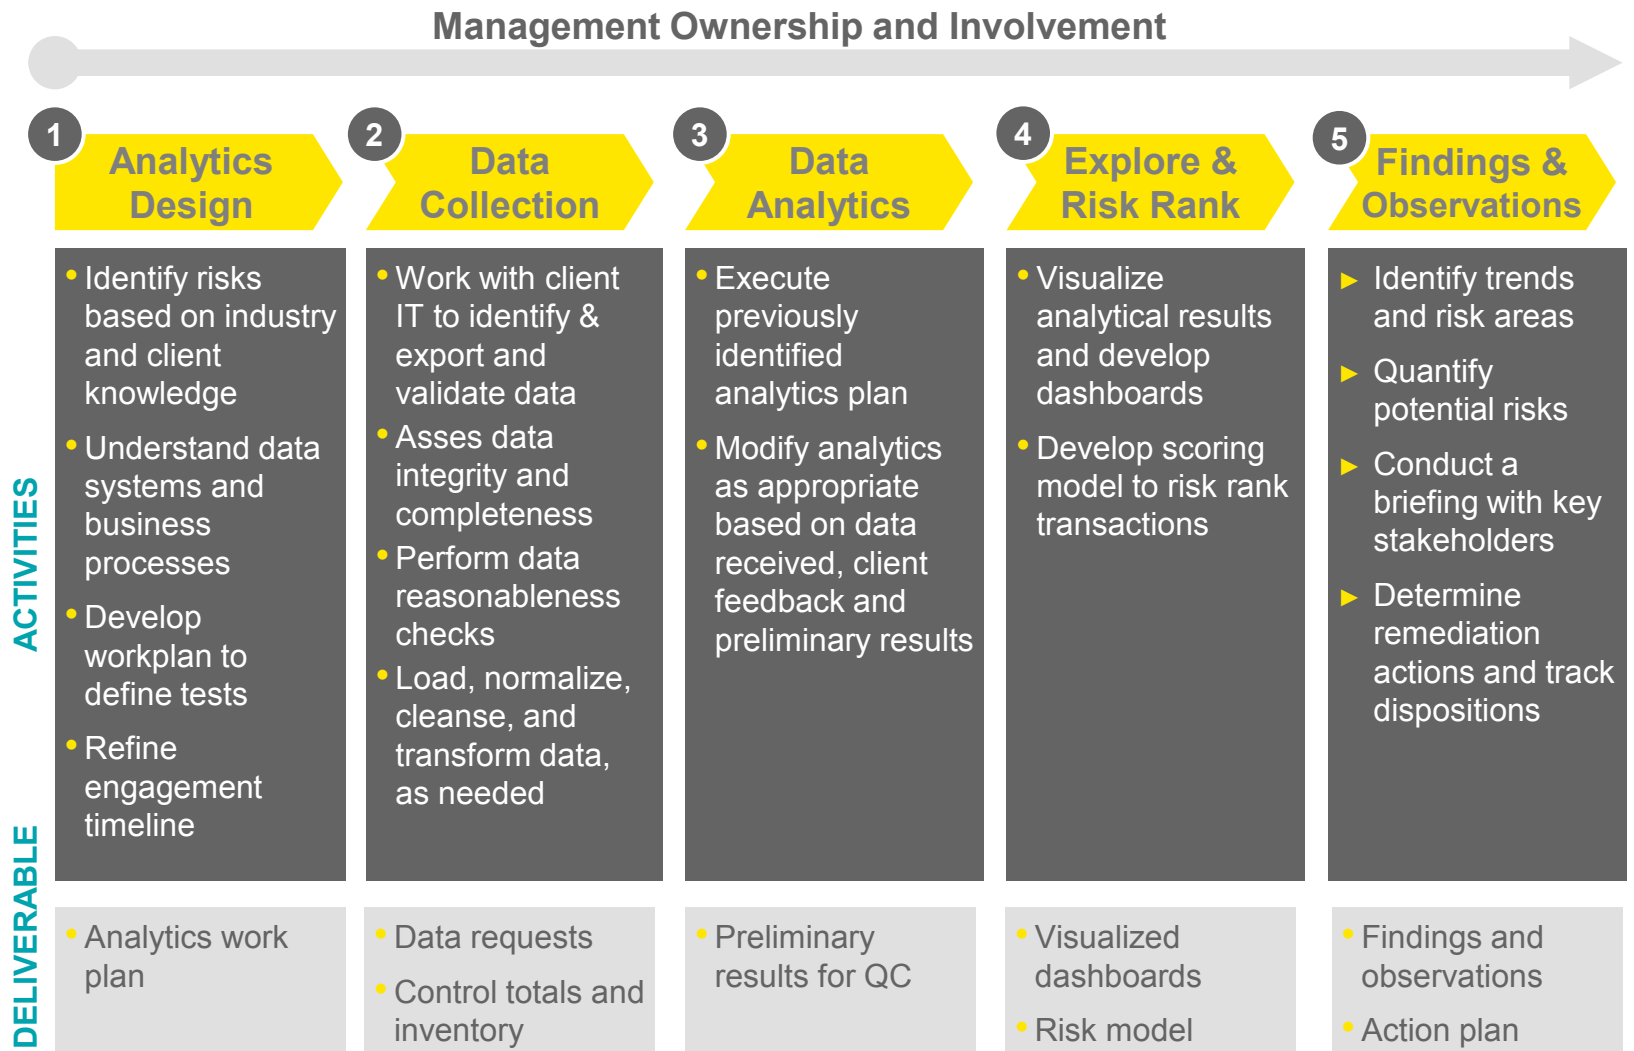 Management Ownership and Involvement
1
Analytics
Design
2
Data
Collection
3
Data
Analytics
4
Explore &
Risk Rank
5
Findings &
Observations
ACTIVITIES
• Identify risks
based on industry
and client
knowledge
• Understand data
systems and
business
processes
• Develop
workplan to
define tests
• Refine
engagement
timeline
• Work with client
IT to identify &
export and
validate data
• Asses data
integrity and
completeness
• Perform data
reasonableness
checks
• Load, normalize,
cleanse, and
transform data,
as needed
• Execute
previously
identified
analytics plan
• Modify analytics
as appropriate
based on data
received, client
feedback and
preliminary results
• Visualize
analytical results
and develop
dashboards
• Develop scoring
model to risk rank
transactions
► Identify trends
and risk areas
► Quantify
potential risks
► Conduct a
briefing with key
stakeholders
► Determine
remediation
actions and track
dispositions
DELIVERABLE
• Analytics work
plan
• Data requests
• Control totals and
inventory
• Preliminary
results for QC
• Visualized
dashboards
• Risk model
• Findings and
observations
• Action plan